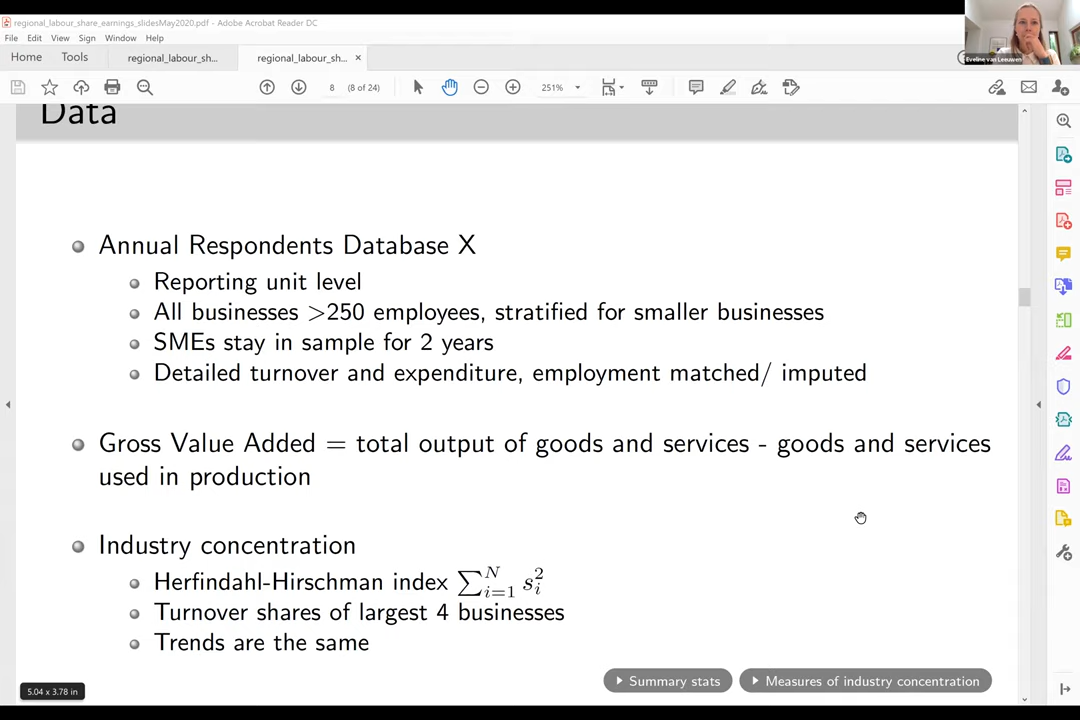 regional_labour_share_earnings_slidesMay2020.pdf - Adobe Acrobat Reader DC
File Edit View Sign Window Help
Home Tools regional_labour_sh... regional_labour_sh... ×
Eveline van Leeuwen
8 (8 of 24) 251%
Data
Annual Respondents Database X
Reporting unit level
All businesses >250 employees, stratified for smaller businesses
SMEs stay in sample for 2 years
Detailed turnover and expenditure, employment matched/ imputed
Gross Value Added = total output of goods and services - goods and services
used in production
Industry concentration
Herfindahl-Hirschman index ∑_{i=1}^{N} s_i^2
Turnover shares of largest 4 businesses
Trends are the same
Summary stats Measures of industry concentration
5.04 x 3.78 in